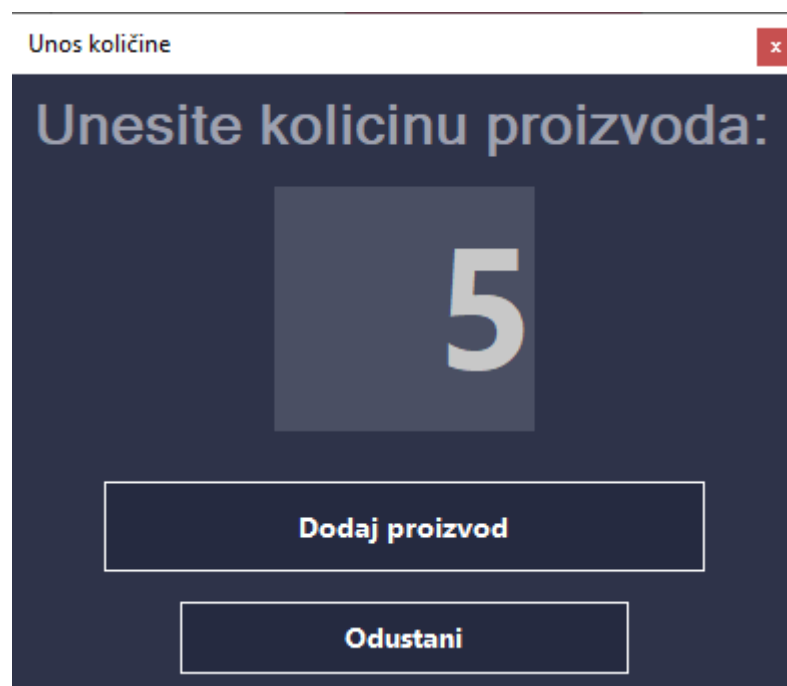 Unos količine
x
Unesite kolicinu proizvoda:
5
Dodaj proizvod
Odustani